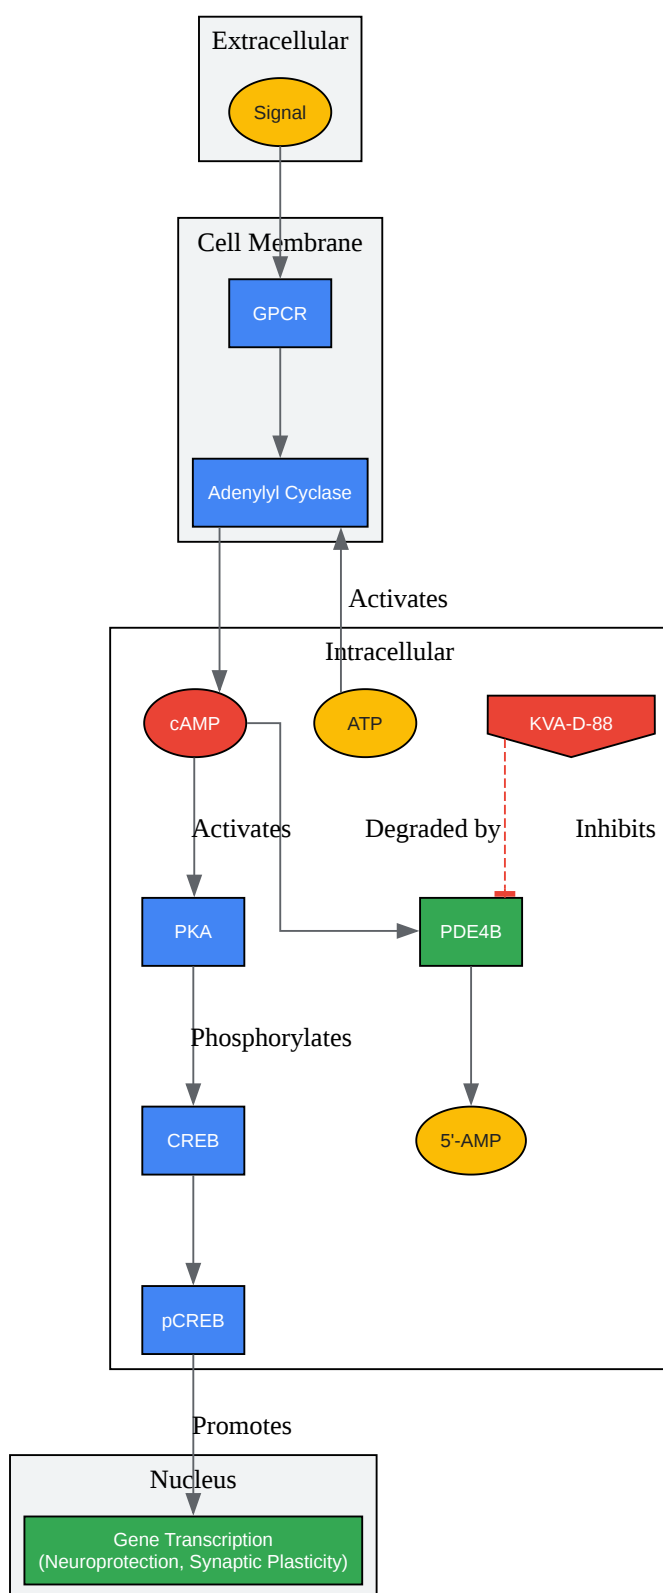 Extracellular
Signal
Cell Membrane
GPCR
Adenylyl Cyclase
Activates
Intracellular
cAMP
ATP
KVA-D-88
Activates
Degraded by
Inhibits
PKA
PDE4B
Phosphorylates
CREB
5'-AMP
pCREB
Promotes
Nucleus
Gene Transcription
(Neuroprotection, Synaptic Plasticity)